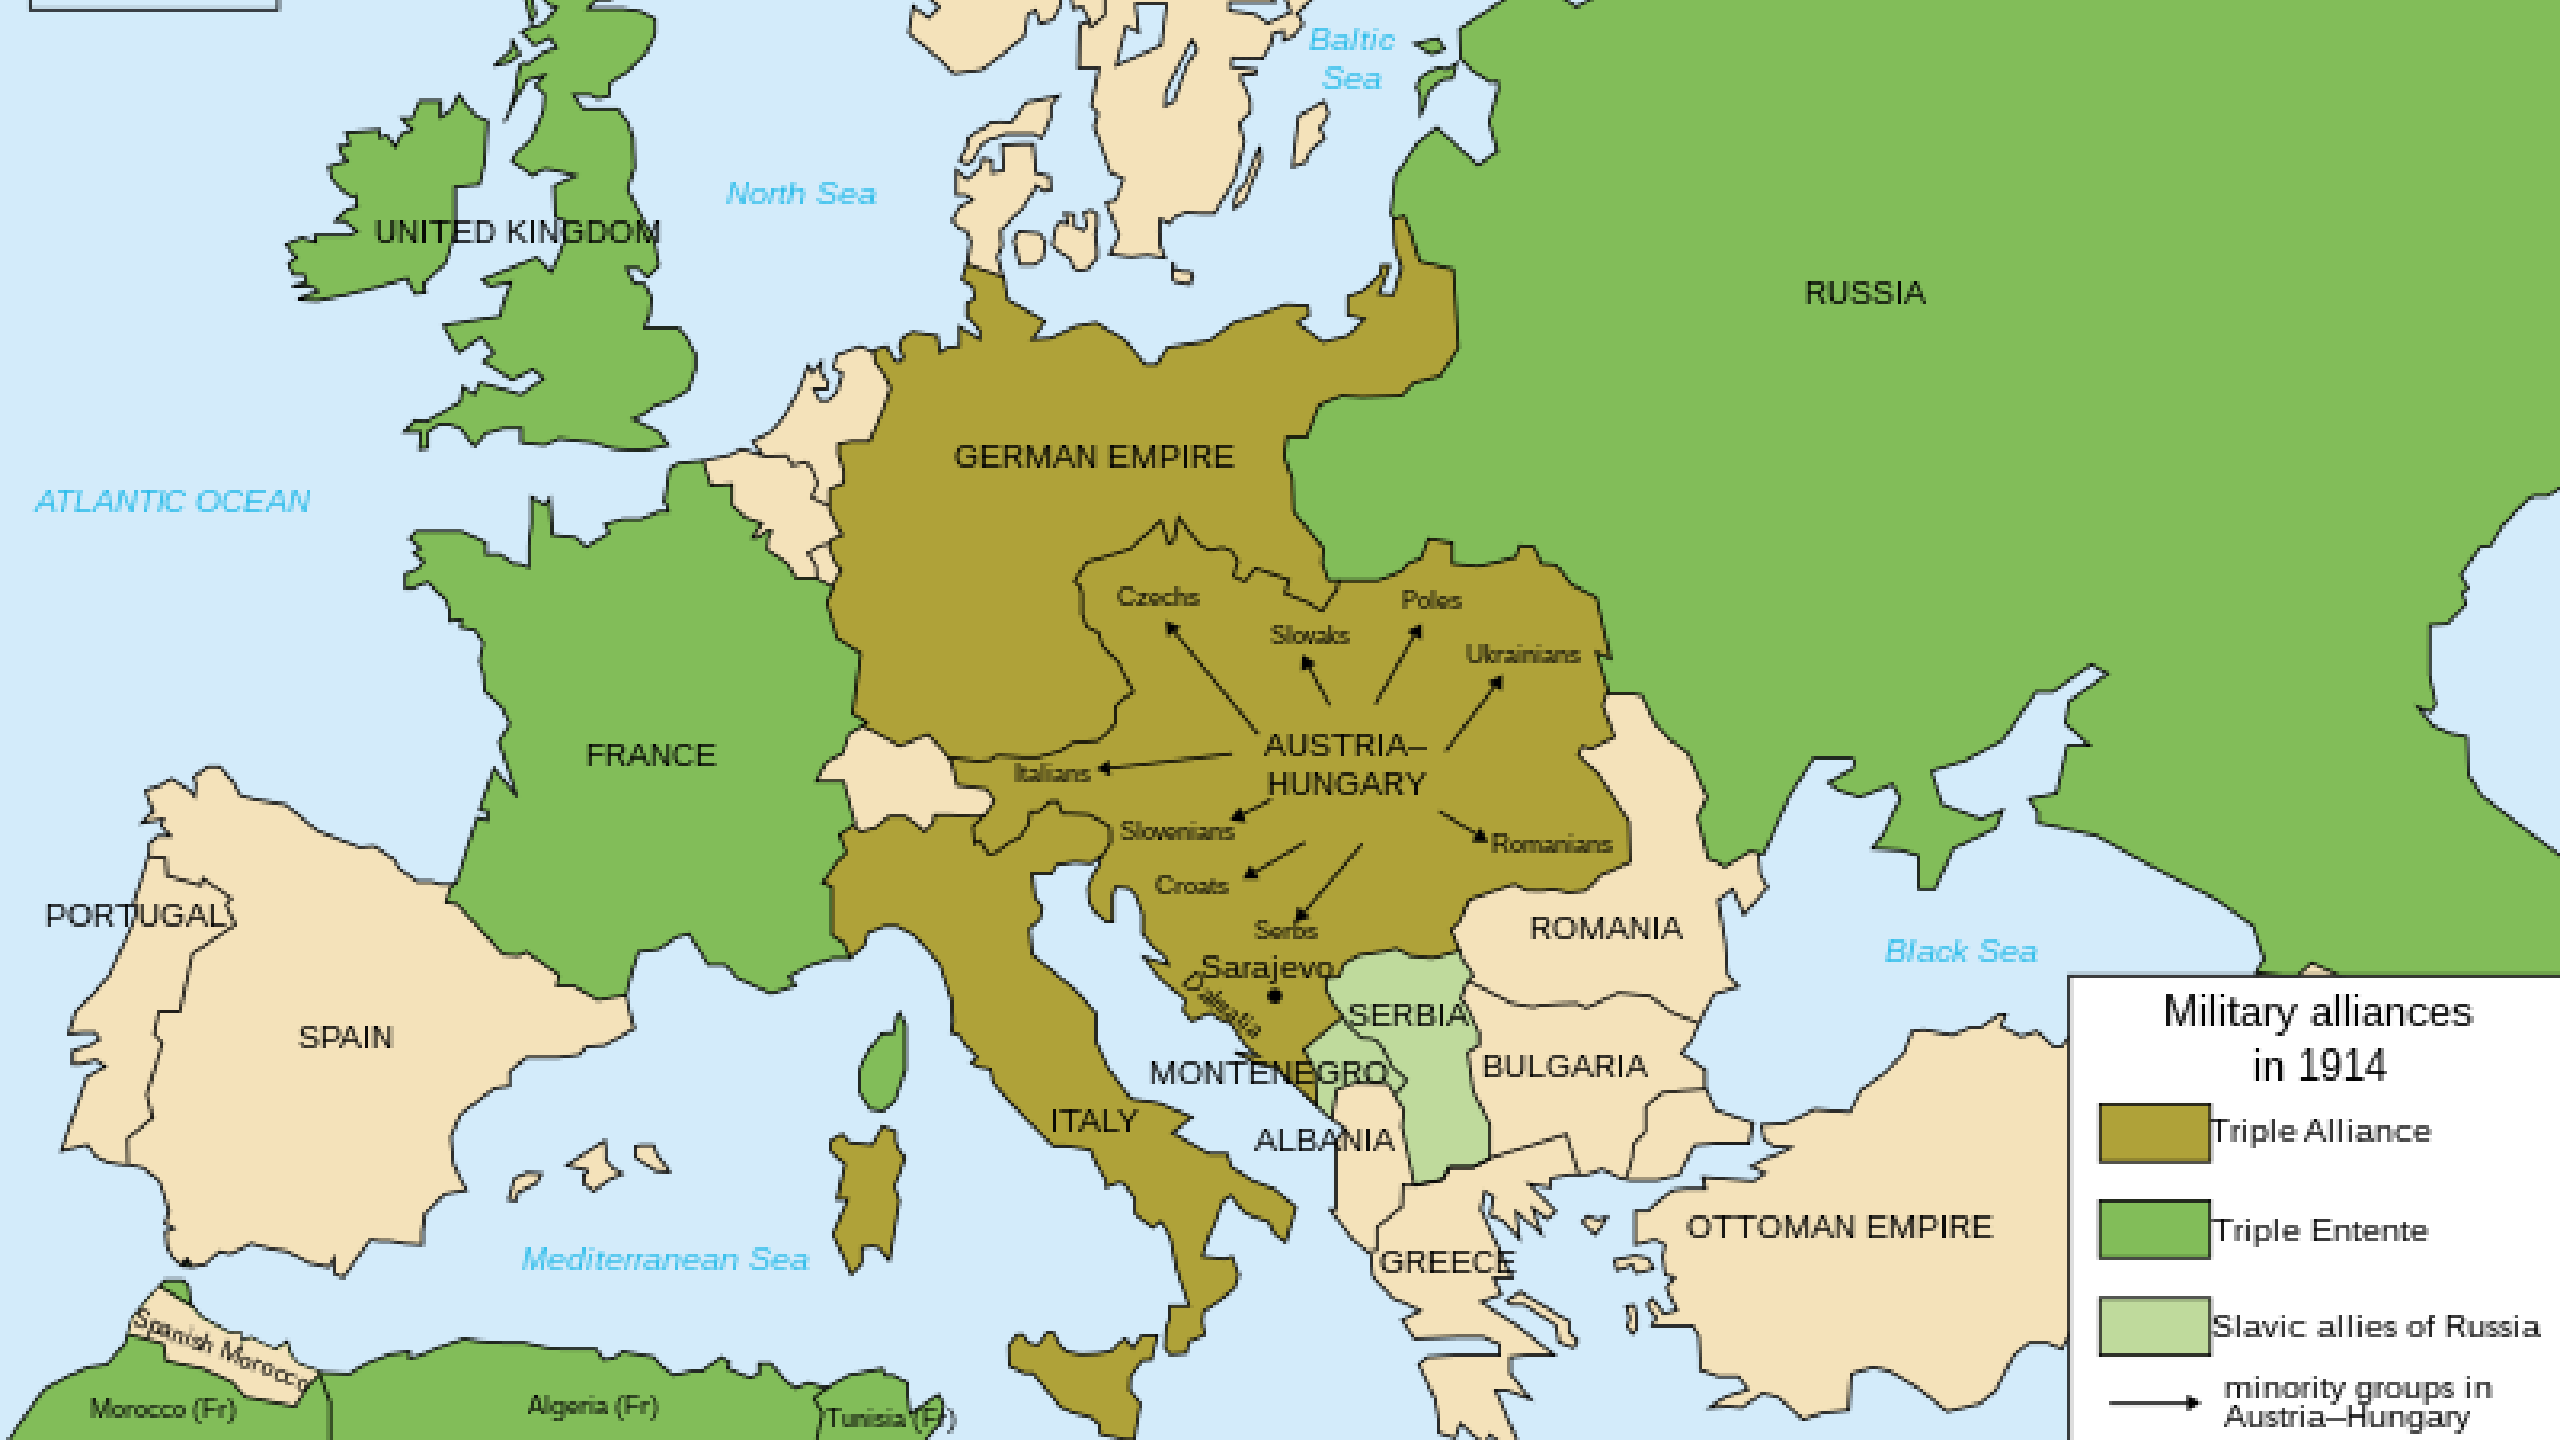 Baltic
Sea
North Sea
UNITED KINGDOM
RUSSIA
GERMAN EMPIRE
ATLANTIC OCEAN
Czechs
Poles
Slovaks
Ukrainians
FRANCE
AUSTRIA–
HUNGARY
Italians
Slovenians
Romanians
Croats
PORTUGAL
Serbs
ROMANIA
Black Sea
Sarajevo
Dalmatia
SERBIA
SPAIN
MONTENEGRO
BULGARIA
ITALY
ALBANIA
OTTOMAN EMPIRE
Mediterranean Sea
GREECE
Spanish Morocco
Morocco (Fr)
Algeria (Fr)
Tunisia (Fr)
Military alliances
in 1914
Triple Alliance
Triple Entente
Slavic allies of Russia
minority groups in
Austria–Hungary